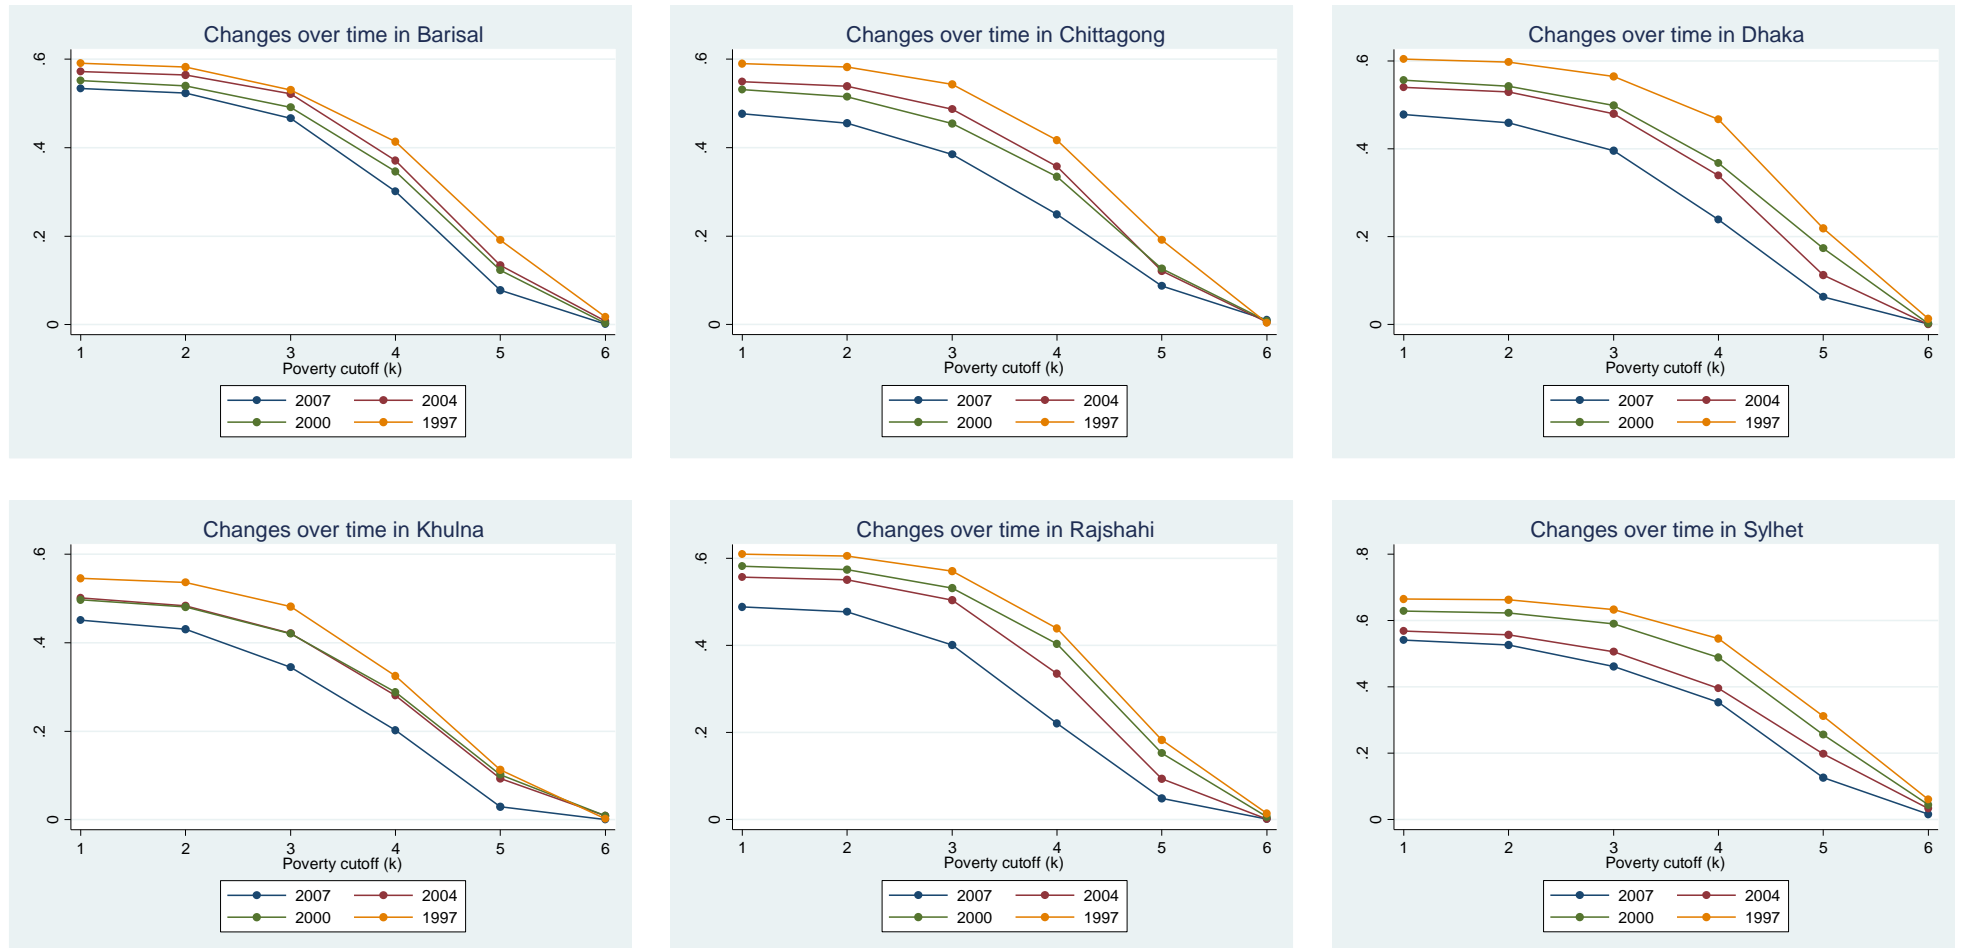 Changes over time in Barisal
.6
.4
.2
0
1 2 3 4 5 6
Poverty cutoff (k)
2007 2004
2000 1997
Changes over time in Chittagong
.6
.4
.2
0
1 2 3 4 5 6
Poverty cutoff (k)
2007 2004
2000 1997
Changes over time in Dhaka
.6
.4
.2
0
1 2 3 4 5 6
Poverty cutoff (k)
2007 2004
2000 1997
Changes over time in Khulna
.6
.4
.2
0
1 2 3 4 5 6
Poverty cutoff (k)
2007 2004
2000 1997
Changes over time in Rajshahi
.6
.4
.2
0
1 2 3 4 5 6
Poverty cutoff (k)
2007 2004
2000 1997
Changes over time in Sylhet
.8
.6
.4
.2
0
1 2 3 4 5 6
Poverty cutoff (k)
2007 2004
2000 1997